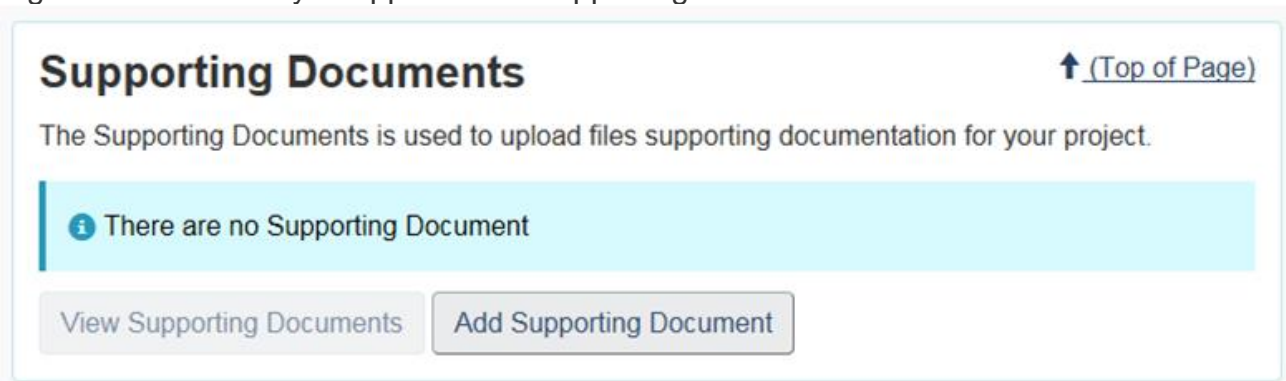 Supporting Documents
(Top of Page)
The Supporting Documents is used to upload files supporting documentation for your project.
There are no Supporting Document
View Supporting Documents
Add Supporting Document